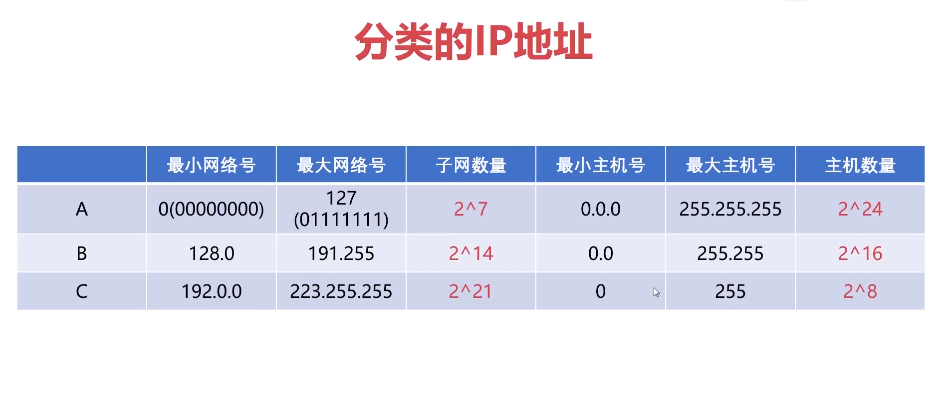 分类的IP地址
最小网络号 最大网络号 子网数量 最小主机号 最大主机号 主机数量
A 0(00000000) 127 (01111111) 2^7 0.0.0 255.255.255 2^24
B 128.0 191.255 2^14 0.0 255.255 2^16
C 192.0.0 223.255.255 2^21 0 255 2^8